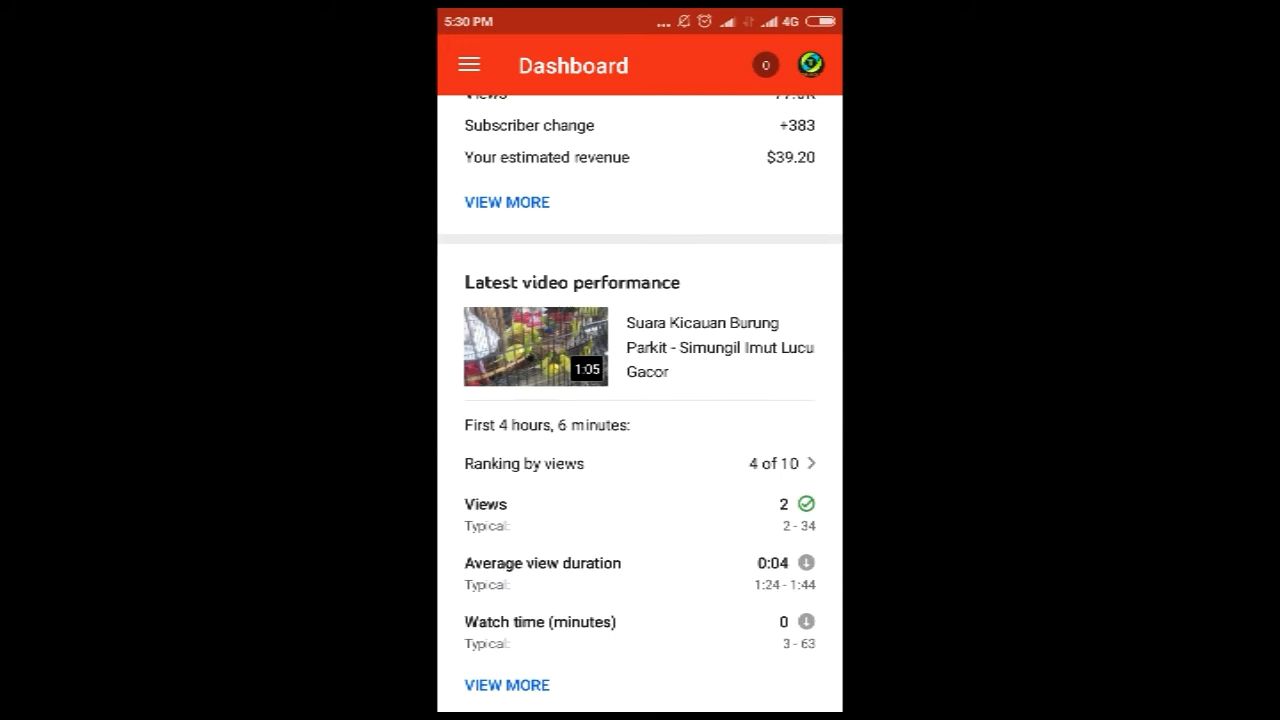 5:30 PM ... 4G
Dashboard 0
Views
Subscriber change +383
Your estimated revenue $39.20
VIEW MORE
Latest video performance
1:05
Suara Kicauan Burung
Parkit - Simungil Imut Lucu
Gacor
First 4 hours, 6 minutes:
Ranking by views 4 of 10
Views 2
Typical: 2 - 34
Average view duration 0:04
Typical: 1:24 - 1:44
Watch time (minutes) 0
Typical: 3 - 63
VIEW MORE